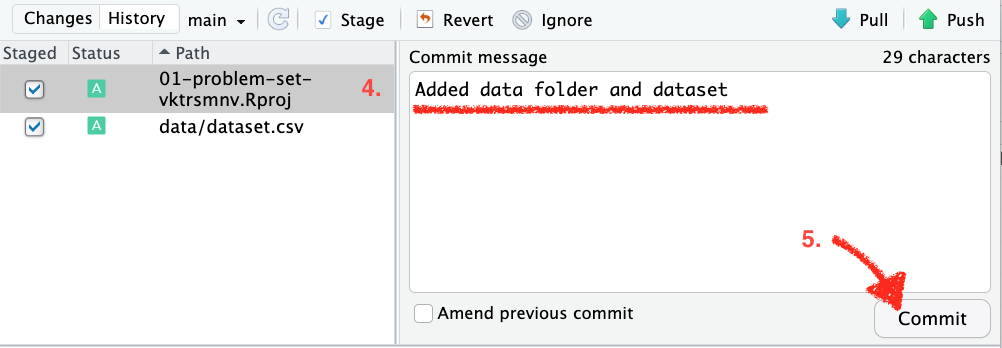 Changes History main Stage Revert Ignore Pull Push
Staged Status Path
Commit message 29 characters
A 01-problem-set-
vktrsmnv.Rproj
4.
A data/dataset.csv
Added data folder and dataset
5.
Amend previous commit
Commit